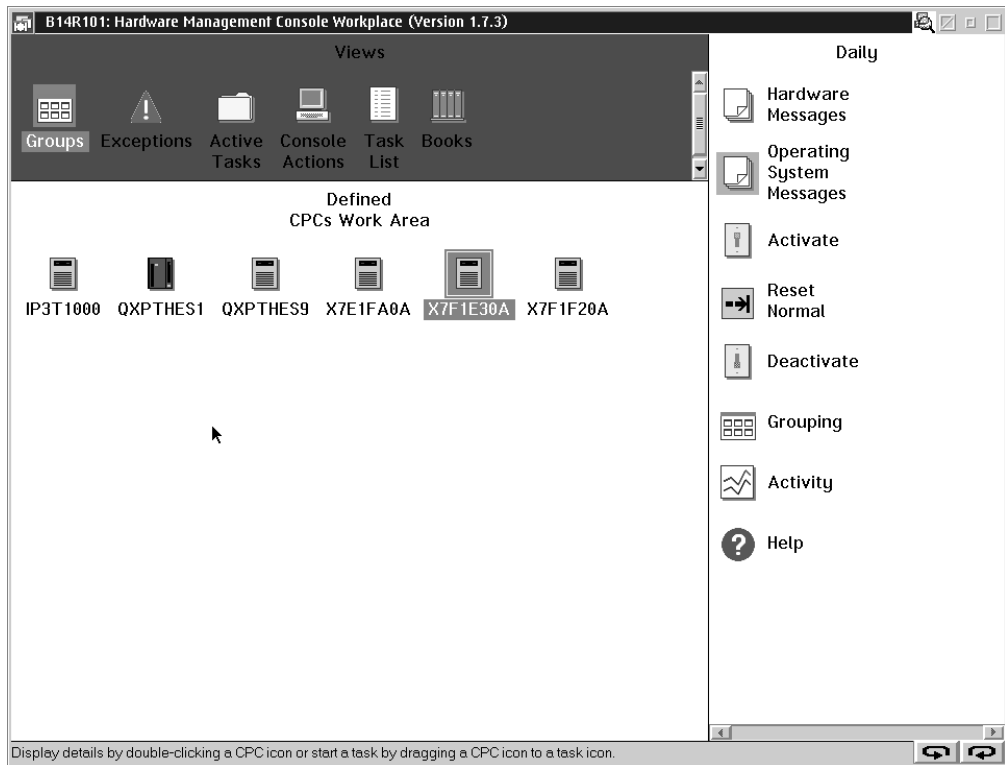 B14R101: Hardware Management Console Workplace (Version 1.7.3)
Views
Groups
Exceptions
Active
Tasks
Console
Actions
Task
List
Books
Defined
CPCs Work Area
IP3T1000
QXPTHES1
QXPTHES9
X7E1FA0A
X7F1E30A
X7F1F20A
Daily
Hardware
Messages
Operating
System
Messages
Activate
Reset
Normal
Deactivate
Grouping
Activity
? Help
Display details by double-clicking a CPC icon or start a task by dragging a CPC icon to a task icon.